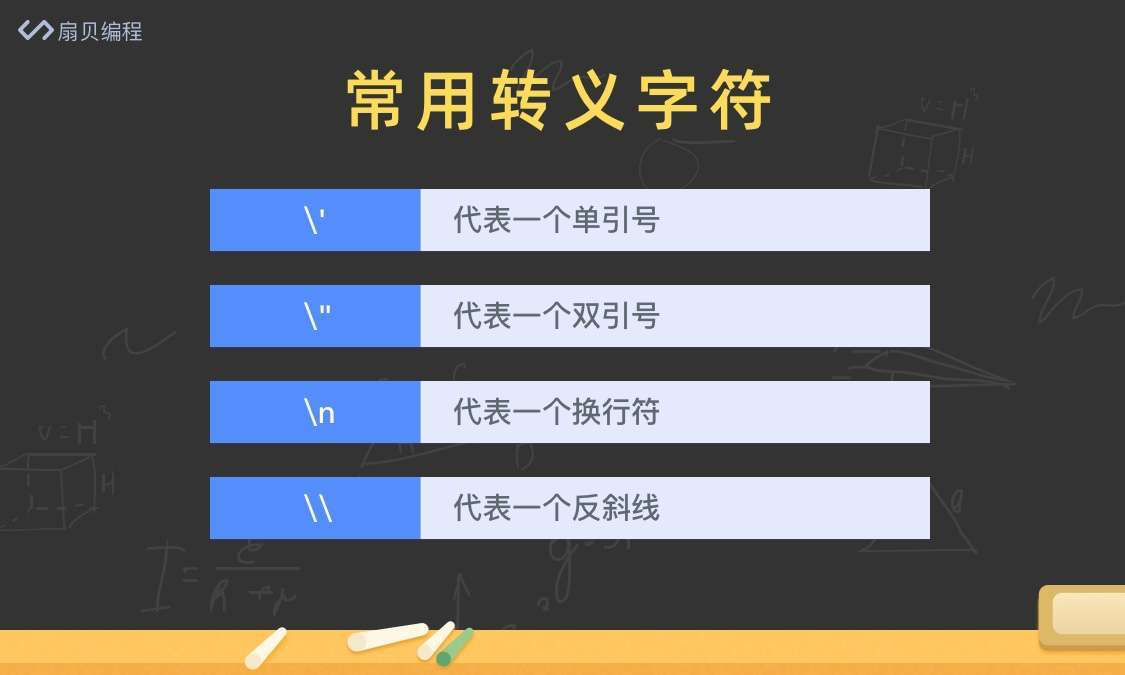 扇贝编程
常用转义字符
\' 代表一个单引号
\" 代表一个双引号
\n 代表一个换行符
\\ 代表一个反斜线
v = H³
H
v = H³
H
a